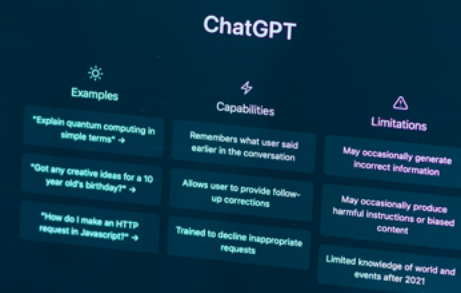 ChatGPT
Examples
"Explain quantum computing in
simple terms" →
"Got any creative ideas for a 10
year old's birthday?" →
"How do I make an HTTP
request in Javascript?" →
Capabilities
Remembers what user said
earlier in the conversation
Allows user to provide follow-
up corrections
Trained to decline inappropriate
requests
Limitations
May occasionally generate
incorrect information
May occasionally produce
harmful instructions or biased
content
Limited knowledge of world and
events after 2021